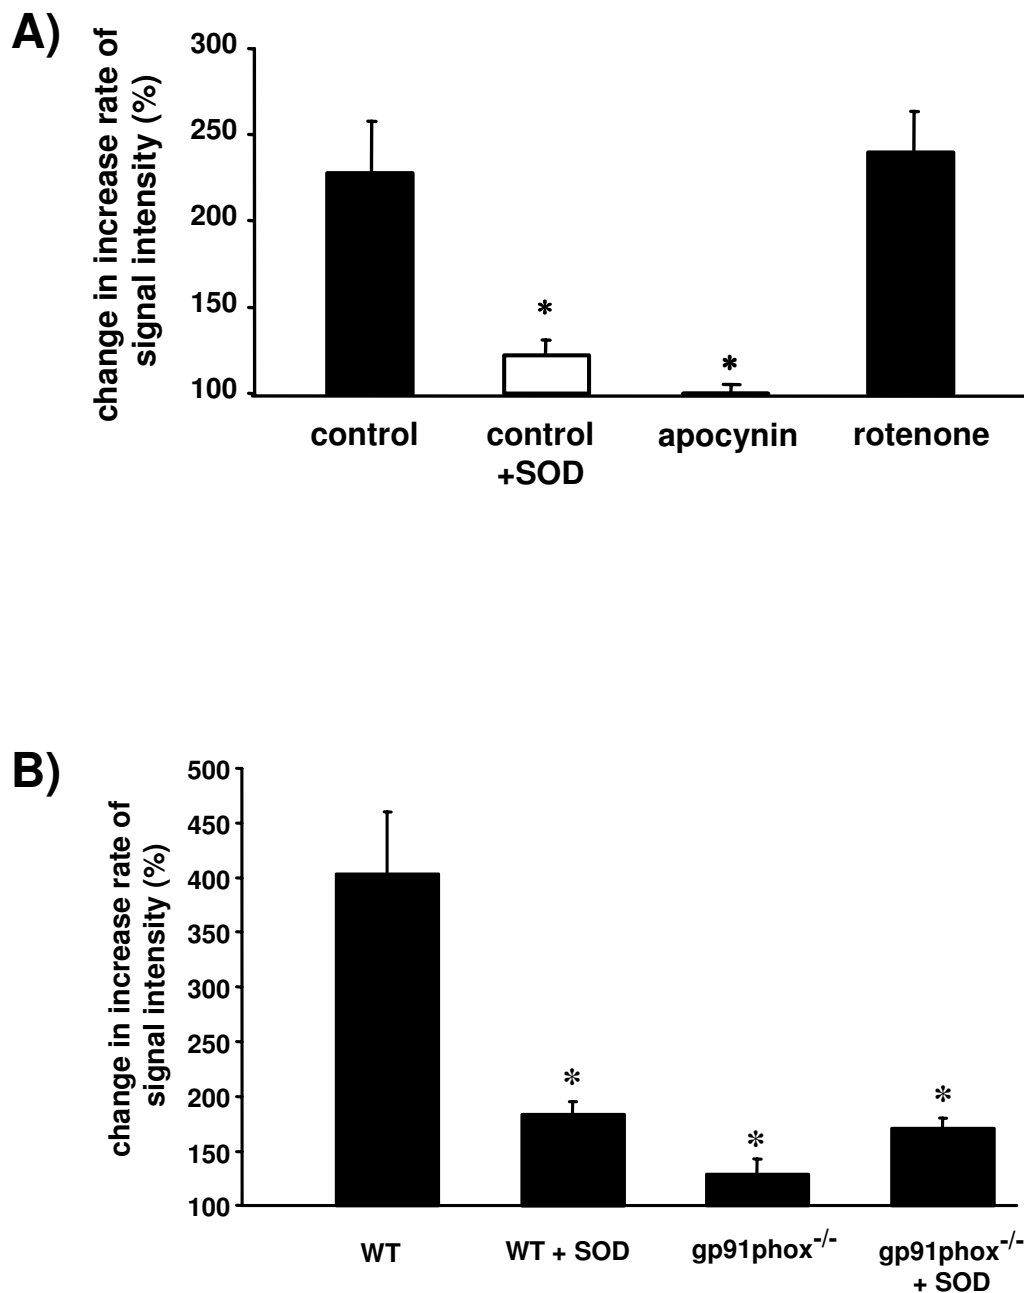 A)
change in increase rate of
signal intensity (%)
300
250
200
150
100
*
*
control
control
+SOD
apocynin
rotenone
B)
change in increase rate of
signal intensity (%)
500
450
400
350
300
250
200
150
100
*
*
*
WT
WT + SOD
gp91phox-/-
gp91phox-/-
+ SOD